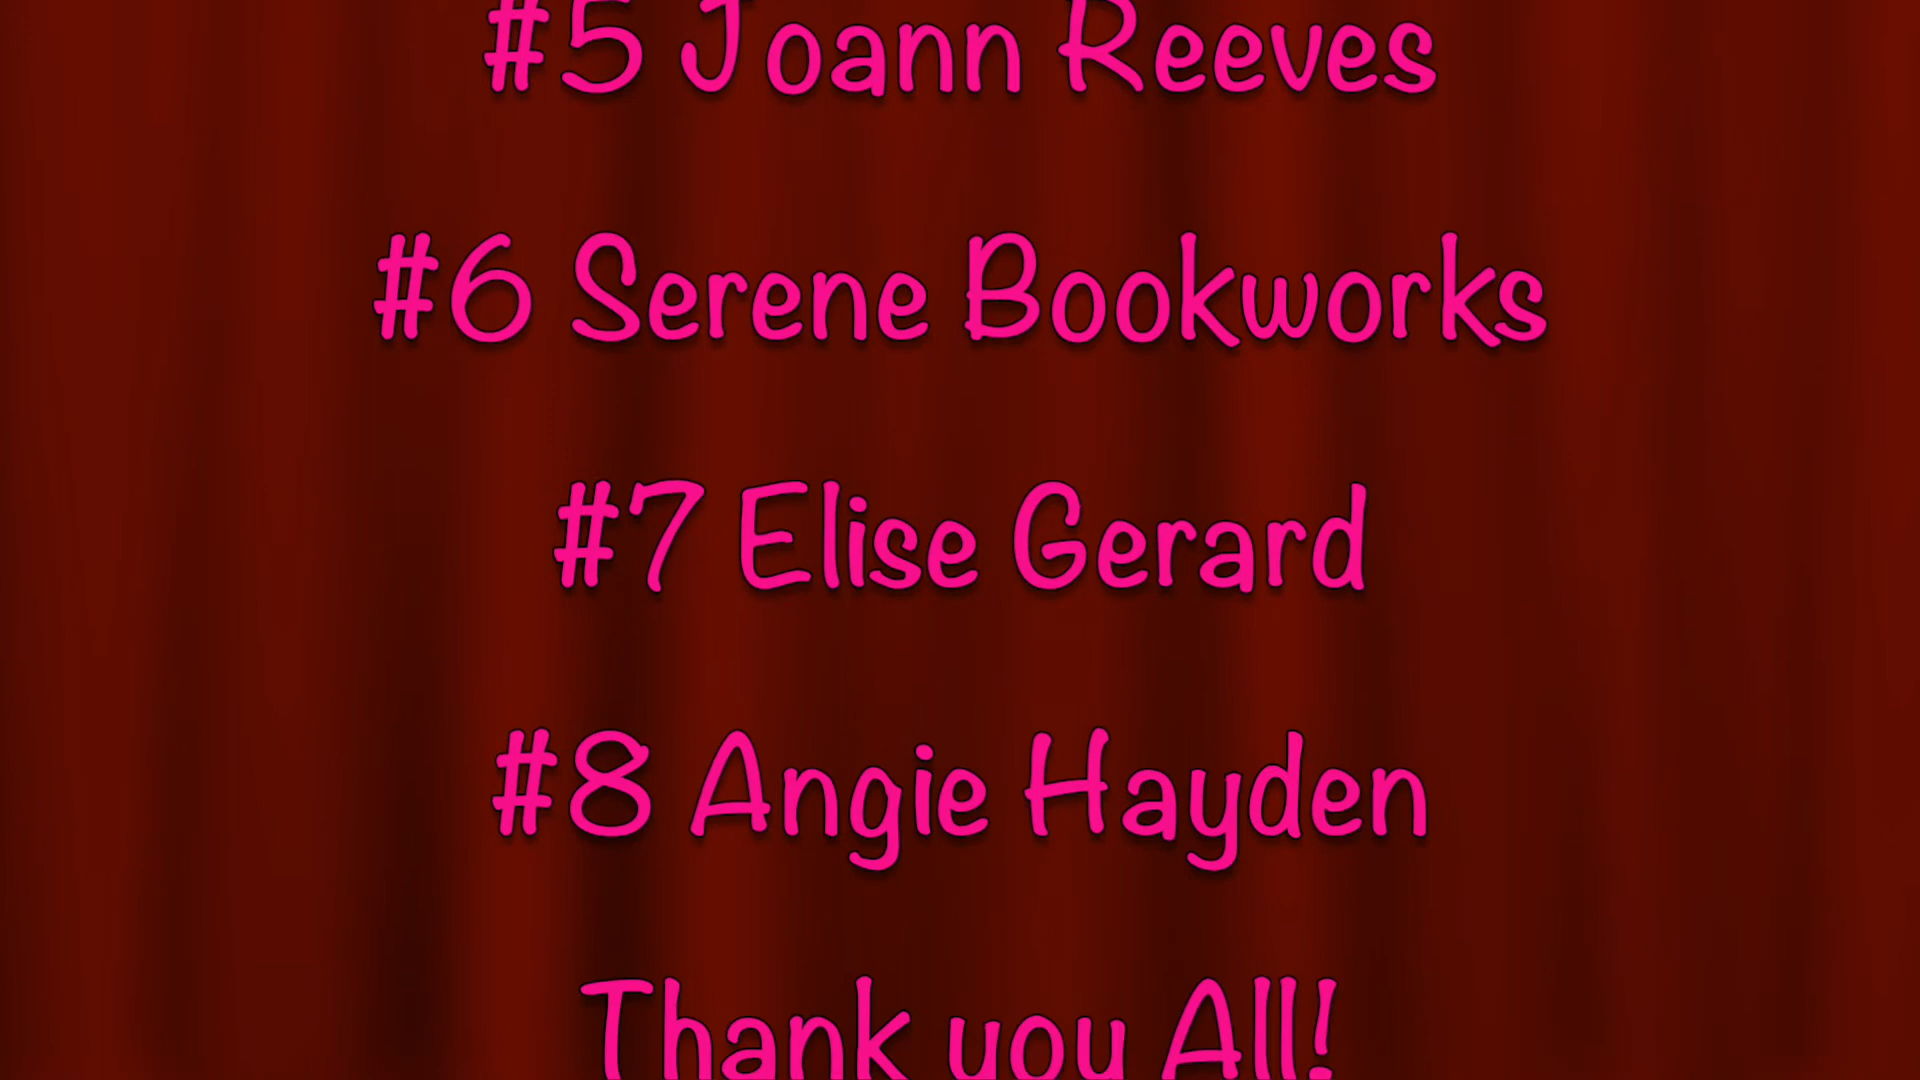 #5 Joann Reeves
#6 Serene Bookworks
#7 Elise Gerard
#8 Angie Hayden
Thank you All!